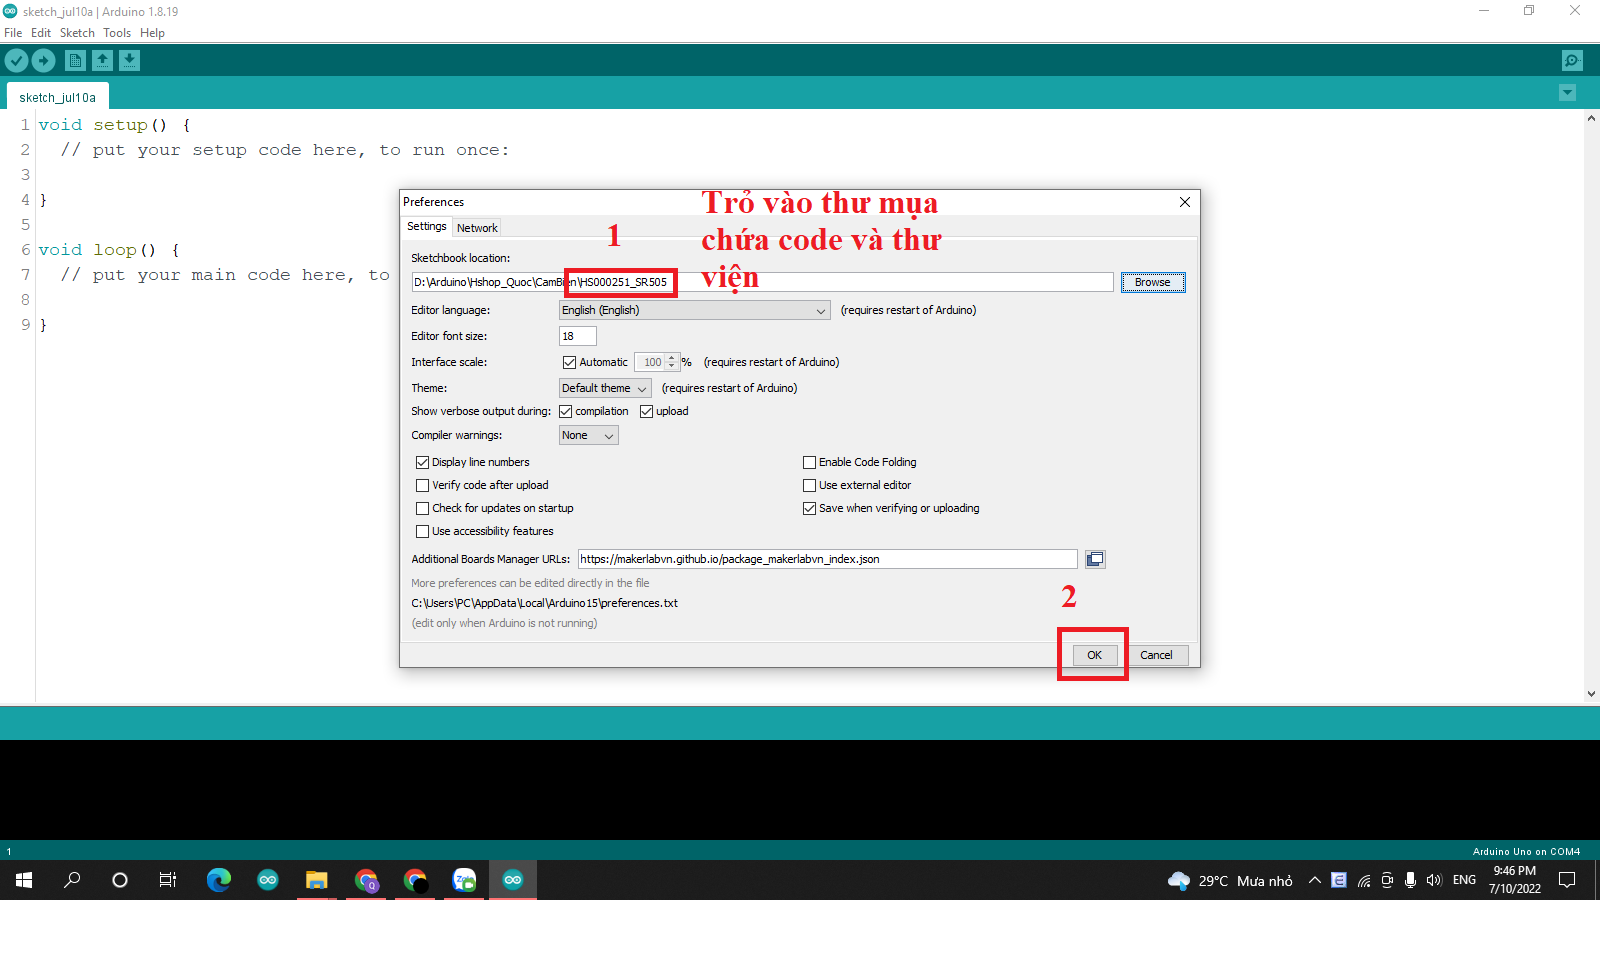 sketch_jul10a | Arduino 1.8.19
File Edit Sketch Tools Help
sketch_jul10a
1 void setup() {
2 // put your setup code here, to run once:
3
4 }
5
6 void loop() {
7 // put your main code here, to
8
9 }
Preferences
Trỏ vào thư mụa
chứa code và thư
viện
Settings Network
1
Sketchbook location:
D:\Arduino\Hshop_Quoc\CamBien\HS000251_SR505 Browse
Editor language: English (English) (requires restart of Arduino)
Editor font size: 18
Interface scale: Automatic 100 % (requires restart of Arduino)
Theme: Default theme (requires restart of Arduino)
Show verbose output during: compilation upload
Compiler warnings: None
Display line numbers Enable Code Folding
Verify code after upload Use external editor
Check for updates on startup Save when verifying or uploading
Use accessibility features
Additional Boards Manager URLs: https://makerlabvn.github.io/package_makerlabvn_index.json
More preferences can be edited directly in the file
C:\Users\PC\AppData\Local\Arduino15\preferences.txt
(edit only when Arduino is not running)
2
OK Cancel
1 Arduino Uno on COM4
Zalo
Q
29°C Mưa nhỏ E ENG 9:46 PM
7/10/2022